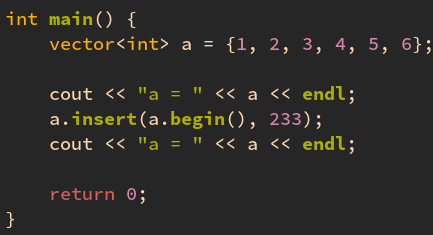 int main() {
    vector<int> a = {1, 2, 3, 4, 5, 6};

    cout << "a = " << a << endl;
    a.insert(a.begin(), 233);
    cout << "a = " << a << endl;

    return 0;
}